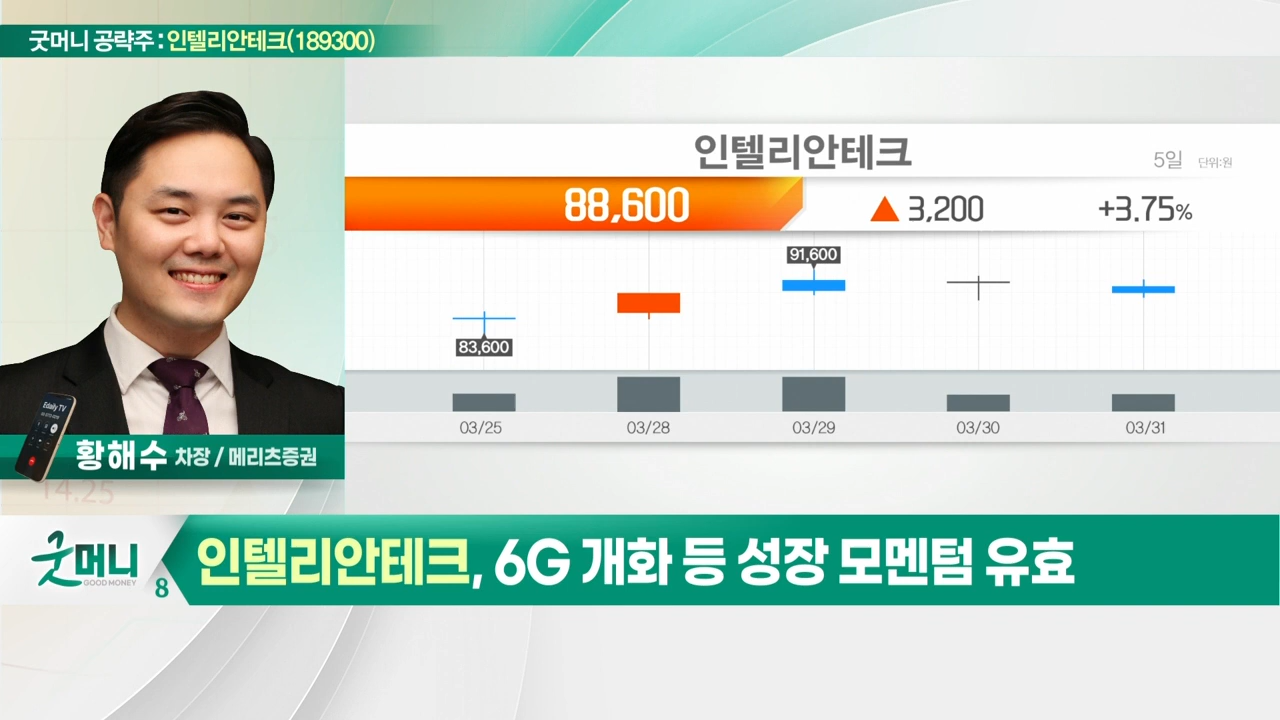 굿머니 공략주 : 인텔리안테크(189300)
인텔리안테크
5일 단위:원
88,600
▲ 3,200
+3.75%
91,600
83,600
03/25 03/28 03/29 03/30 03/31
Edaily TV
황해수 차장 / 메리츠증권
14.25
굿머니
GOOD MONEY
8
인텔리안테크, 6G 개화 등 성장 모멘텀 유효